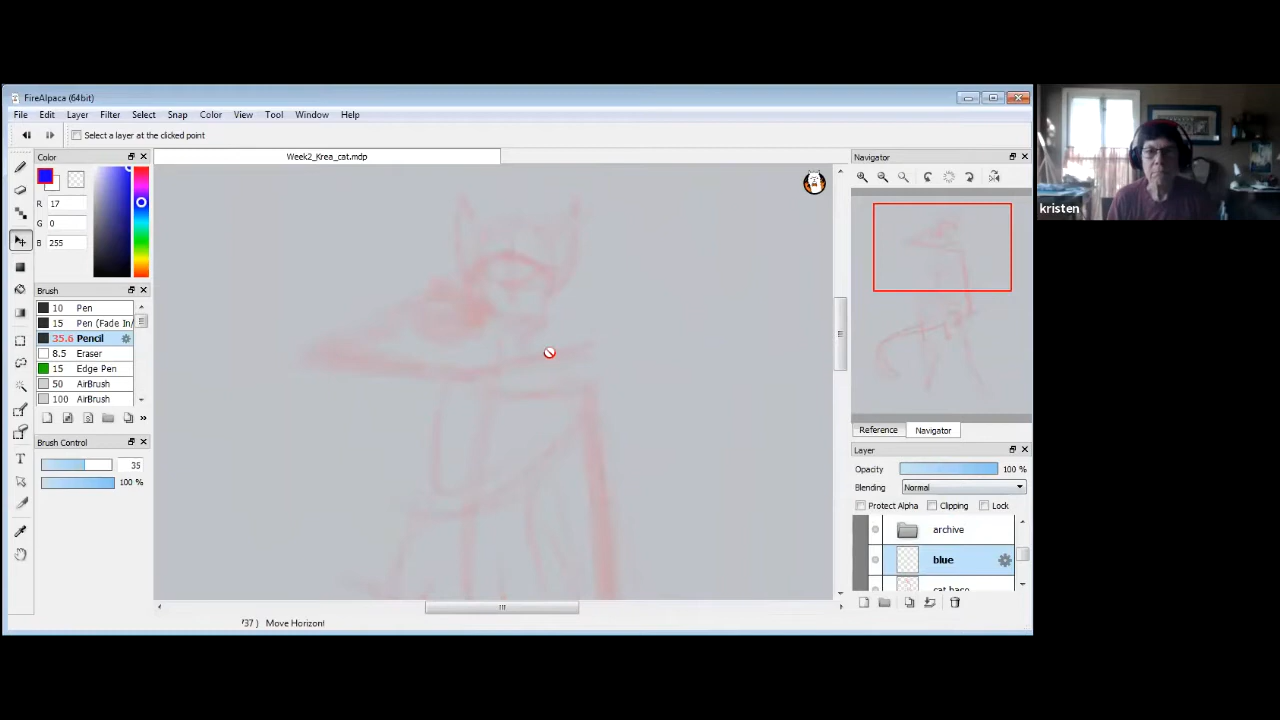 FireAlpaca (64bit)
File Edit Layer Filter Select Snap Color View Tool Window Help
Select a layer at the clicked point
Color
Week2_Krea_cat.mdp
Navigator
R 17
G 0
B 255
kristen
Brush
10 Pen
15 Pen (Fade In/
35.6 Pencil
8.5 Eraser
15 Edge Pen
50 AirBrush
100 AirBrush
Reference Navigator
Brush Control
Layer
35
Opacity 100 %
100 %
Blending Normal
Protect Alpha Clipping Lock
archive
blue
cat base
T
Move Horizont